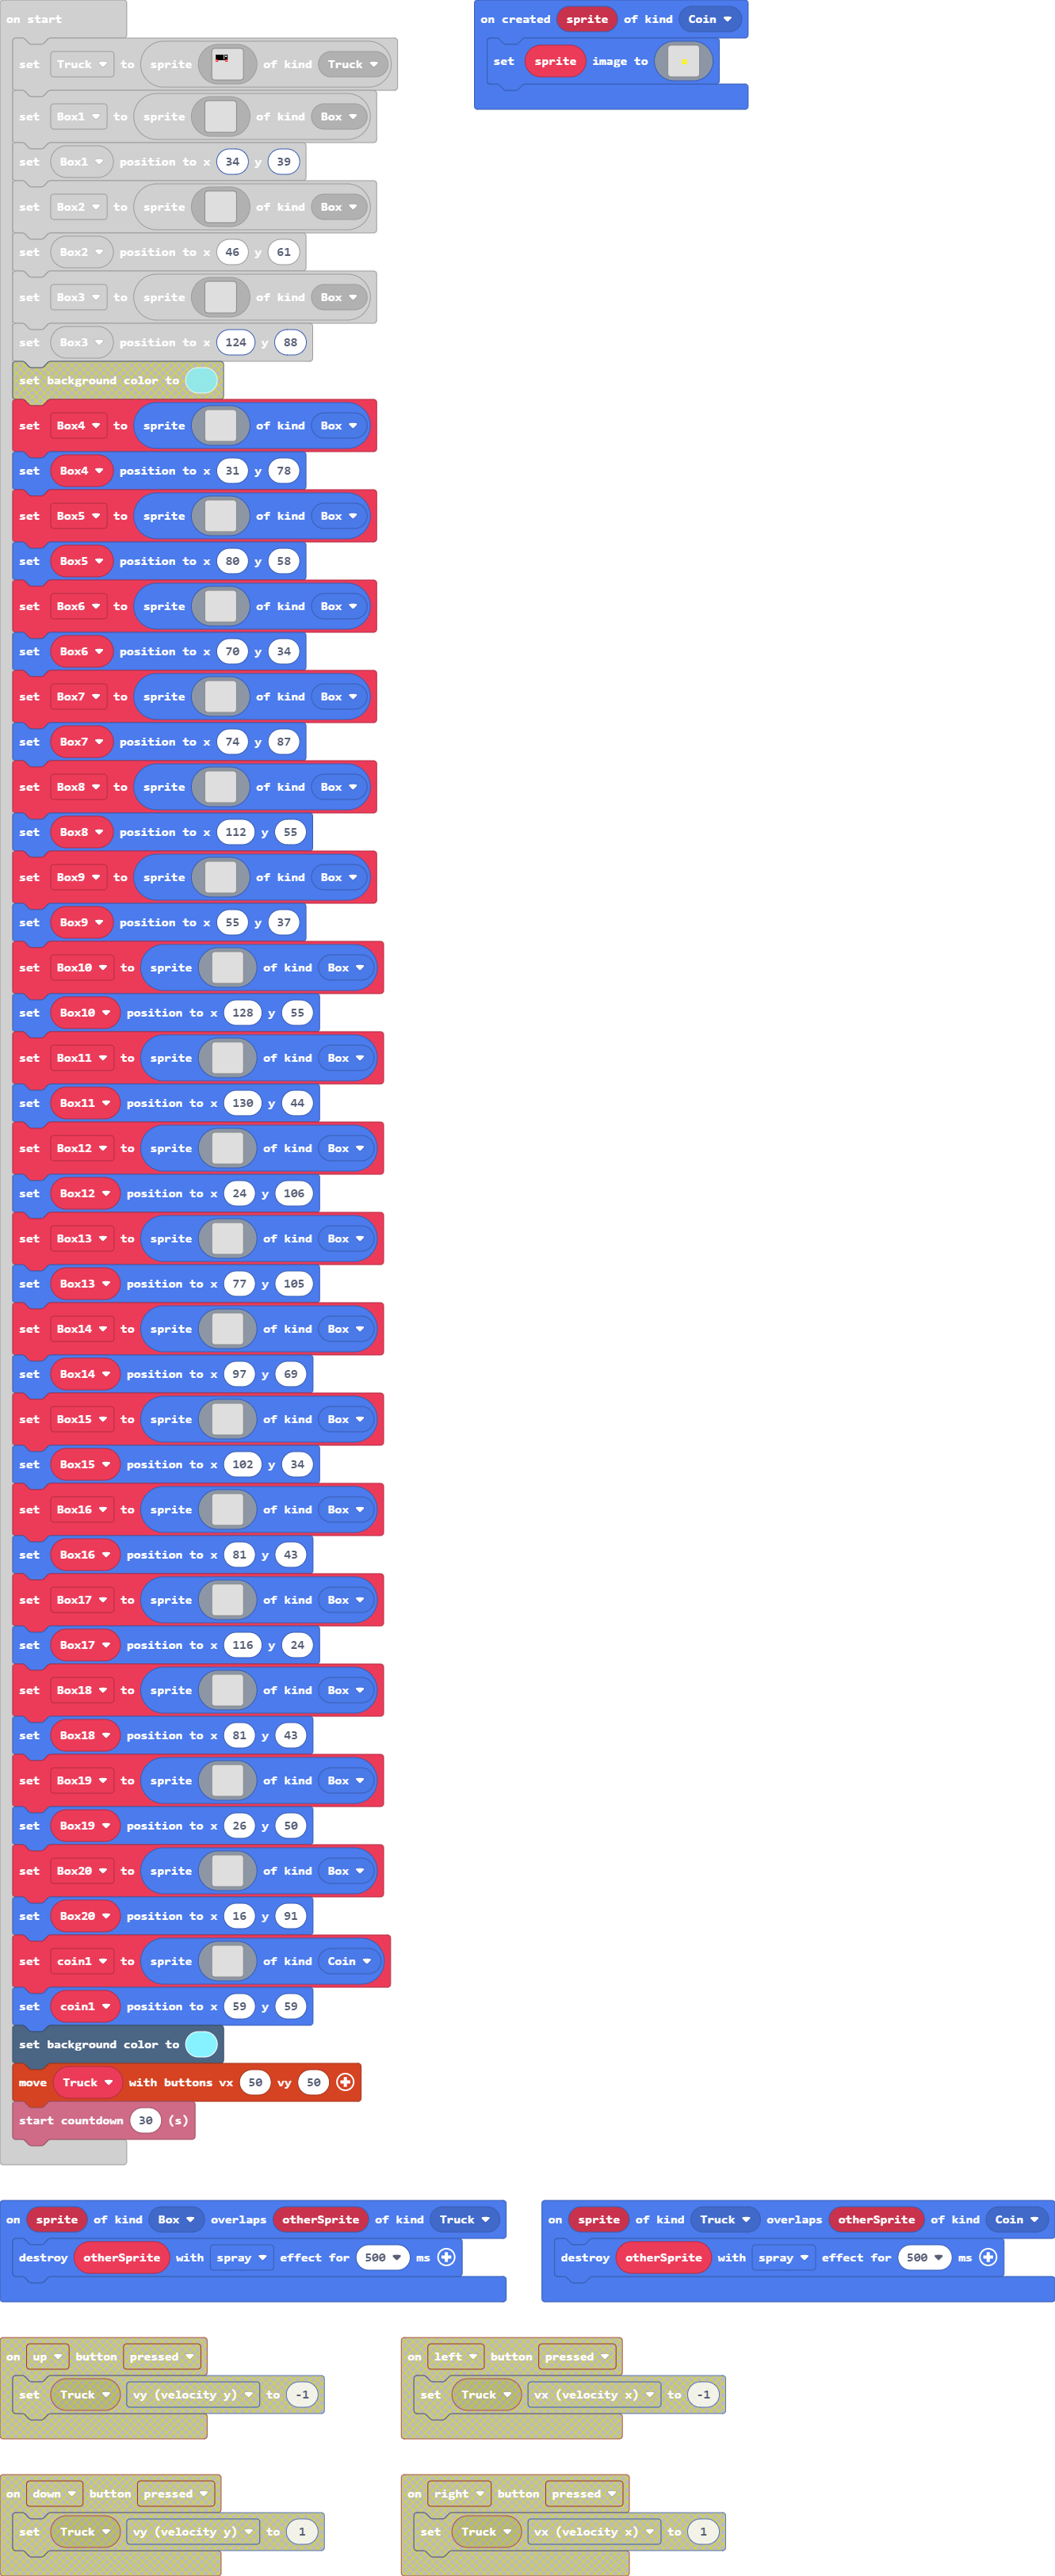 on start
set Truck to sprite of kind Truck
set Box1 to sprite of kind Box
set Box1 position to x 34 y 39
set Box2 to sprite of kind Box
set Box2 position to x 46 y 61
set Box3 to sprite of kind Box
set Box3 position to x 124 y 88
set background color to
set Box4 to sprite of kind Box
set Box4 position to x 31 y 78
set Box5 to sprite of kind Box
set Box5 position to x 80 y 58
set Box6 to sprite of kind Box
set Box6 position to x 70 y 34
set Box7 to sprite of kind Box
set Box7 position to x 74 y 87
set Box8 to sprite of kind Box
set Box8 position to x 112 y 55
set Box9 to sprite of kind Box
set Box9 position to x 55 y 37
set Box10 to sprite of kind Box
set Box10 position to x 128 y 55
set Box11 to sprite of kind Box
set Box11 position to x 130 y 44
set Box12 to sprite of kind Box
set Box12 position to x 24 y 106
set Box13 to sprite of kind Box
set Box13 position to x 77 y 105
set Box14 to sprite of kind Box
set Box14 position to x 97 y 69
set Box15 to sprite of kind Box
set Box15 position to x 102 y 34
set Box16 to sprite of kind Box
set Box16 position to x 81 y 43
set Box17 to sprite of kind Box
set Box17 position to x 116 y 24
set Box18 to sprite of kind Box
set Box18 position to x 81 y 43
set Box19 to sprite of kind Box
set Box19 position to x 26 y 50
set Box20 to sprite of kind Box
set Box20 position to x 16 y 91
set coin1 to sprite of kind Coin
set coin1 position to x 59 y 59
set background color to
move Truck with buttons vx 50 vy 50
start countdown 30 (s)
on created sprite of kind Coin
set sprite image to
on sprite of kind Box overlaps otherSprite of kind Truck
destroy otherSprite with spray effect for 500 ms
on sprite of kind Truck overlaps otherSprite of kind Coin
destroy otherSprite with spray effect for 500 ms
on up button pressed
set Truck vy (velocity y) to -1
on left button pressed
set Truck vx (velocity x) to -1
on down button pressed
set Truck vy (velocity y) to 1
on right button pressed
set Truck vx (velocity x) to 1